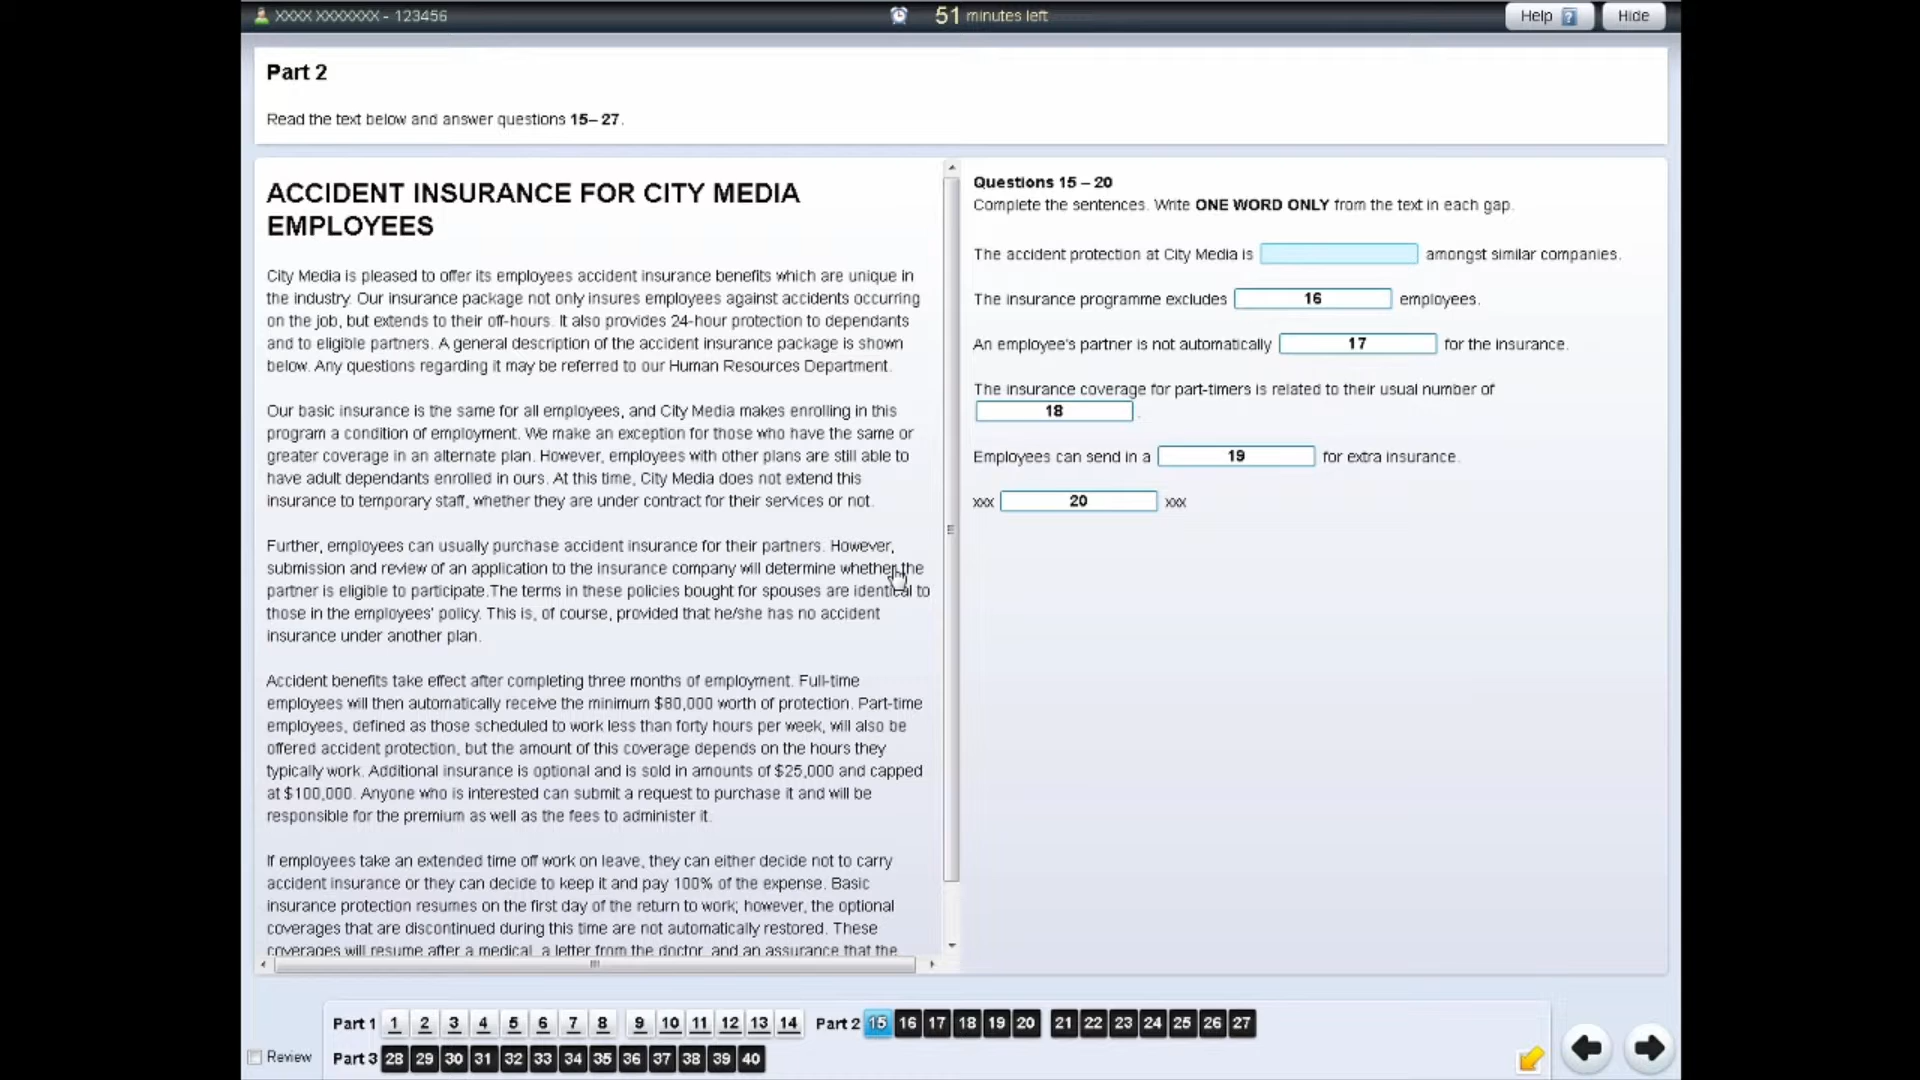 XXXX XXXXXXX - 123456
51 minutes left
Help ?
Hide
Part 2
Read the text below and answer questions 15– 27.
ACCIDENT INSURANCE FOR CITY MEDIA
EMPLOYEES
City Media is pleased to offer its employees accident insurance benefits which are unique in
the industry. Our insurance package not only insures employees against accidents occurring
on the job, but extends to their off-hours. It also provides 24-hour protection to dependants
and to eligible partners. A general description of the accident insurance package is shown
below. Any questions regarding it may be referred to our Human Resources Department.
Our basic insurance is the same for all employees, and City Media makes enrolling in this
program a condition of employment. We make an exception for those who have the same or
greater coverage in an alternate plan. However, employees with other plans are still able to
have adult dependants enrolled in ours. At this time, City Media does not extend this
insurance to temporary staff, whether they are under contract for their services or not.
Further, employees can usually purchase accident insurance for their partners. However,
submission and review of an application to the insurance company will determine whether the
partner is eligible to participate.The terms in these policies bought for spouses are identical to
those in the employees' policy. This is, of course, provided that he/she has no accident
insurance under another plan.
Accident benefits take effect after completing three months of employment. Full-time
employees will then automatically receive the minimum $80,000 worth of protection. Part-time
employees, defined as those scheduled to work less than forty hours per week, will also be
offered accident protection, but the amount of this coverage depends on the hours they
typically work. Additional insurance is optional and is sold in amounts of $25,000 and capped
at $100,000. Anyone who is interested can submit a request to purchase it and will be
responsible for the premium as well as the fees to administer it.
If employees take an extended time off work on leave, they can either decide not to carry
accident insurance or they can decide to keep it and pay 100% of the expense. Basic
insurance protection resumes on the first day of the return to work; however, the optional
coverages that are discontinued during this time are not automatically restored. These
coverages will resume after a medical, a letter from the doctor, and an assurance that the
Questions 15 – 20
Complete the sentences. Write ONE WORD ONLY from the text in each gap.
The accident protection at City Media is amongst similar companies.
The insurance programme excludes 16 employees.
An employee's partner is not automatically 17 for the insurance.
The insurance coverage for part-timers is related to their usual number of
18 .
Employees can send in a 19 for extra insurance.
xxx 20 xxx
Part 1 1 2 3 4 5 6 7 8 9 10 11 12 13 14 Part 2 15 16 17 18 19 20 21 22 23 24 25 26 27
Review Part 3 28 29 30 31 32 33 34 35 36 37 38 39 40